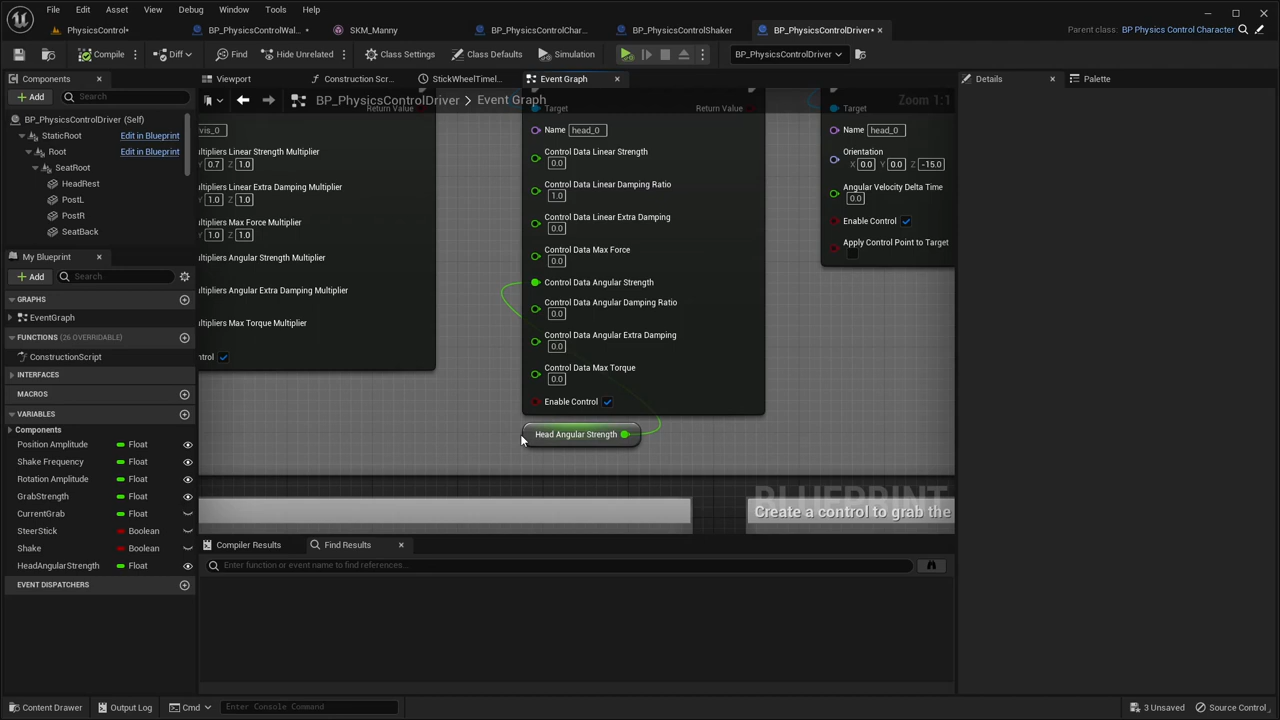 File Edit Asset View Debug Window Tools Help
PhysicsControl• BP_PhysicsControlWal.. • SKM_Manny BP_PhysicsControlChar... BP_PhysicsControlShaker BP_PhysicsControlDriver• × Parent class: BP Physics Control Character
Compile Diff Find Hide Unrelated Class Settings Class Defaults Simulation BP_PhysicsControlDriver
Components × Viewport Construction Scr... StickWheelTimel... Event Graph × Details × Palette
+ Add Search BP_PhysicsControlDriver > Event Graph Zoom 1:1
Return Value Target Return Value Target
BP_PhysicsControlDriver (Self)
StaticRoot Edit in Blueprint
Root Edit in Blueprint
SeatRoot
HeadRest
PostL
PostR
SeatBack
vis_0
ultipliers Linear Strength Multiplier
Y 0.7 Z 1.0
ultipliers Linear Extra Damping Multiplier
1.0 Z 1.0
ultipliers Max Force Multiplier
1.0 Z 1.0
ultipliers Angular Strength Multiplier
ultipliers Angular Extra Damping Multiplier
ultipliers Max Torque Multiplier
ntrol
Name head_0
Control Data Linear Strength
0.0
Control Data Linear Damping Ratio
1.0
Control Data Linear Extra Damping
0.0
Control Data Max Force
0.0
Control Data Angular Strength
Control Data Angular Damping Ratio
0.0
Control Data Angular Extra Damping
0.0
Control Data Max Torque
0.0
Enable Control
Head Angular Strength
Name head_0
Orientation
X 0.0 Y 0.0 Z -15.0
Angular Velocity Delta Time
0.0
Enable Control
Apply Control Point to Target
BLUEPRINT
Create a control to grab the
My Blueprint ×
+ Add Search
GRAPHS
EventGraph
FUNCTIONS (26 OVERRIDABLE)
ConstructionScript
INTERFACES
MACROS
VARIABLES
Components
Position Amplitude Float
Shake Frequency Float
Rotation Amplitude Float
GrabStrength Float
CurrentGrab Float
SteerStick Boolean
Shake Boolean
HeadAngularStrength Float
EVENT DISPATCHERS
Compiler Results Find Results ×
Enter function or event name to find references...
Content Drawer Output Log Cmd Enter Console Command 3 Unsaved Source Control